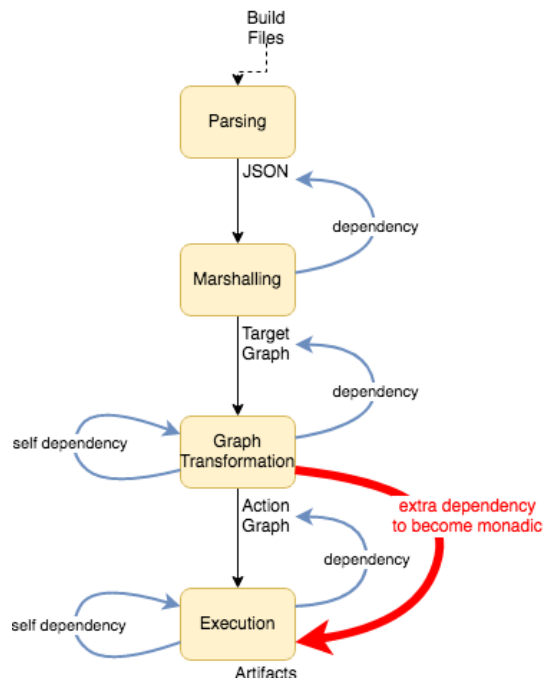 Build
Files
Parsing
JSON
dependency
Marshalling
Target
Graph
dependency
self dependency
Graph
Transformation
extra dependency
to become monadic
Action
Graph
dependency
Execution
self dependency
Artifacts